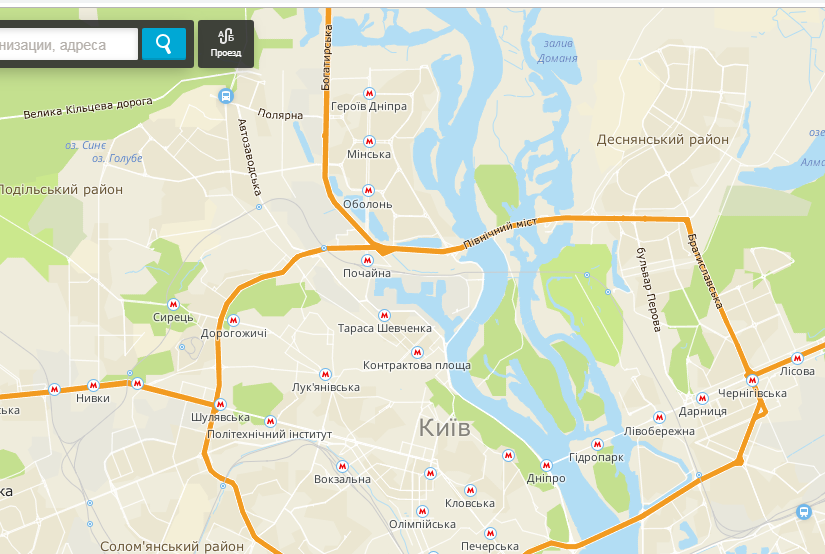 низации, адреса
А
Б
Проезд
Богатирська
залив
Доманя
Велика Кільцева дорога
Полярна
Героїв Дніпра
Автозаводська
Деснянський район
оз. Синє
оз. Голубе
Мінська
Подільський район
Оболонь
Північний міст
Братиславська
бульвар Перова
Почайна
Сирець
Дорогожичі
Тараса Шевченка
Контрактова площа
Лук'янівська
Лісова
Чернігівська
Нивки
Шулявська
Дарниця
Політехнічний інститут
Київ
Лівобережна
Гідропарк
Вокзальна
Дніпро
Кловська
Олімпійська
Печерська
Солом'янський район